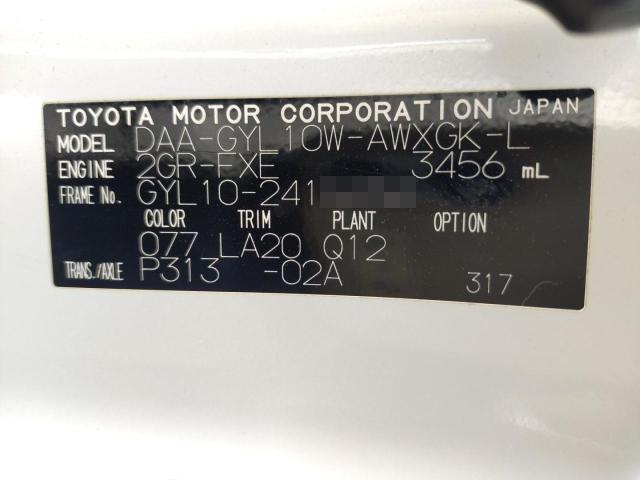 TOYOTA MOTOR CORPORATION JAPAN
MODEL DAA-GYL10W-AWXGK-L
ENGINE 2GR-FXE 3456 mL
FRAME No. GYL10-241
COLOR TRIM PLANT OPTION
077 LA20 Q12
TRANS./AXLE P313 -02A 317